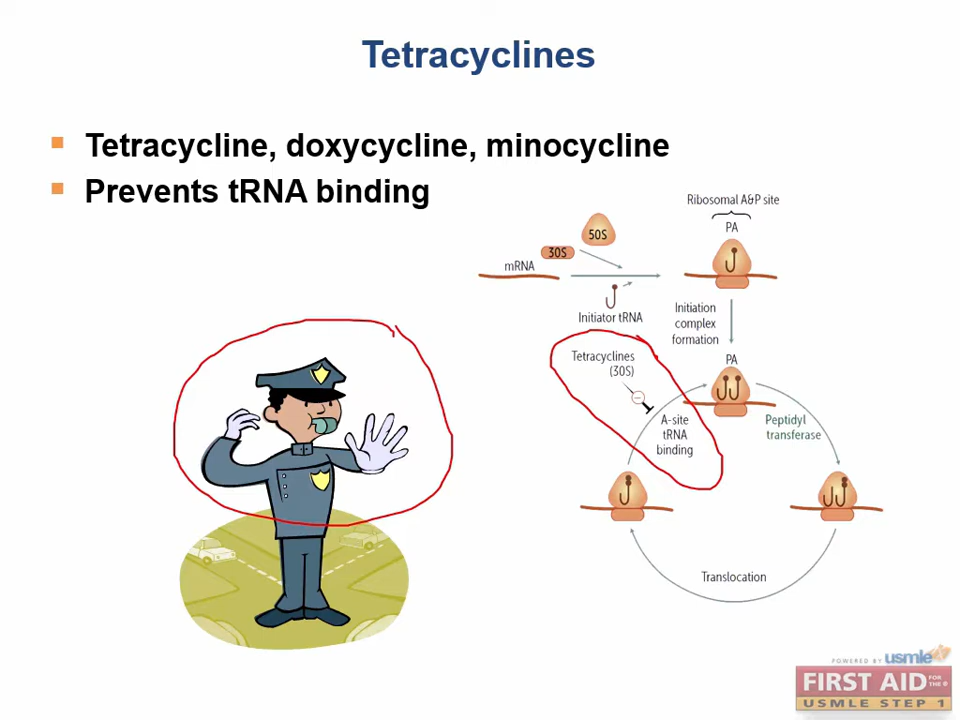 Tetracyclines
Tetracycline, doxycycline, minocycline
Prevents tRNA binding
Ribosomal A&P site
PA
50S
30S
mRNA
Initiator tRNA
Initiation
complex
formation
Tetracyclines
(30S)
PA
A-site
tRNA
binding
Peptidyl
transferase
Translocation
POWERED BY usmle
FIRST AID FOR THE®
USMLE STEP 1